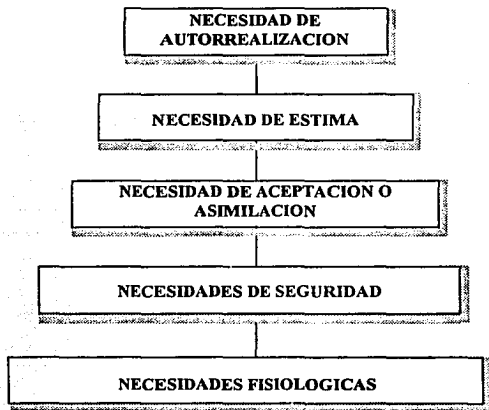 NECESIDAD DE
AUTORREALIZACION
NECESIDAD DE ESTIMA
NECESIDAD DE ACEPTACION O
ASIMILACION
NECESIDADES DE SEGURIDAD
NECESIDADES FISIOLOGICAS